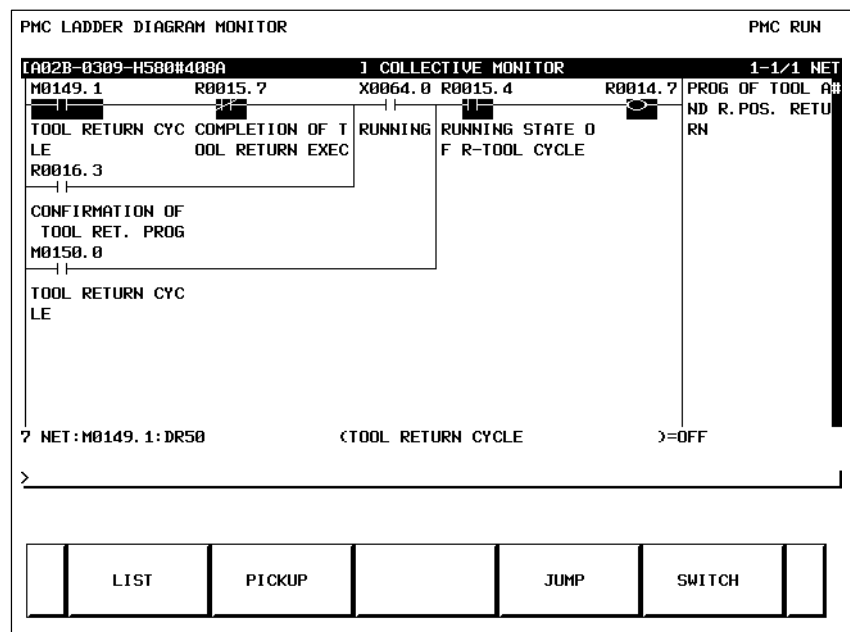 PMC LADDER DIAGRAM MONITOR PMC RUN
[A02B-0309-H580#408A ] COLLECTIVE MONITOR 1-1/1 NET
M0149.1 R0015.7 X0064.0 R0015.4 R0014.7 PROG OF TOOL A#
ND R.POS. RETU
TOOL RETURN CYC COMPLETION OF T RUNNING RUNNING STATE O RN
LE OOL RETURN EXEC F R-TOOL CYCLE
R0016.3
CONFIRMATION OF
TOOL RET. PROG
M0150.0
TOOL RETURN CYC
LE
7 NET:M0149.1:DR50 (TOOL RETURN CYCLE )=OFF
>
LIST PICKUP JUMP SWITCH